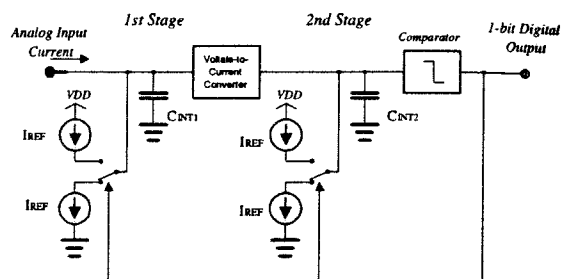 1st Stage
2nd Stage
Analog Input
Current
1-bit Digital
Output
Comparator
Voltale-to-
Current
Converter
VDD
CINT1
VDD
CINT2
IREF
IREF
IREF
IREF